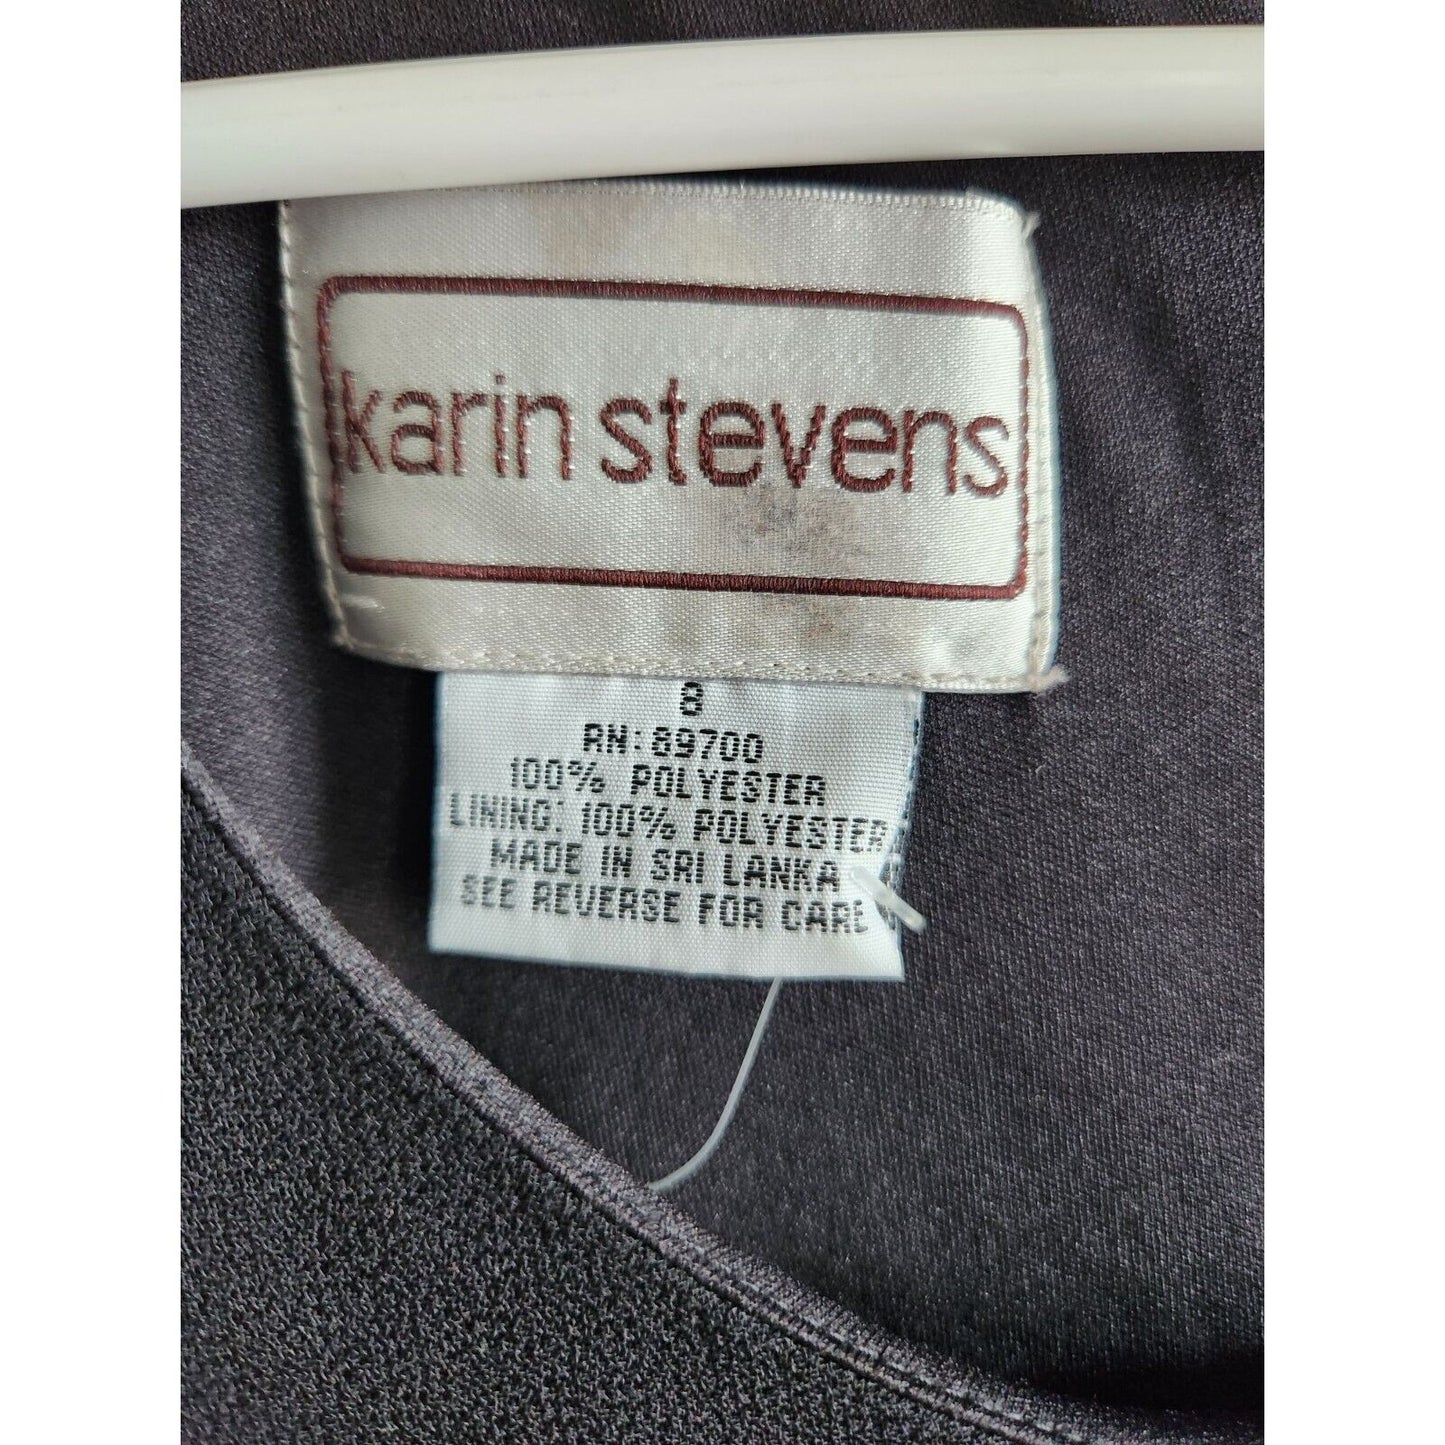 karin stevens
8
RN: 89700
100% POLYESTER
LINING: 100% POLYESTER
MADE IN SRI LANKA
SEE REVERSE FOR CARE